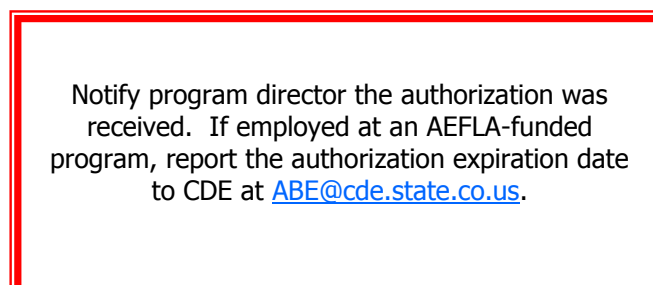 Notify program director the authorization was
received.  If employed at an AEFLA-funded
program, report the authorization expiration date
to CDE at ABE@cde.state.co.us.